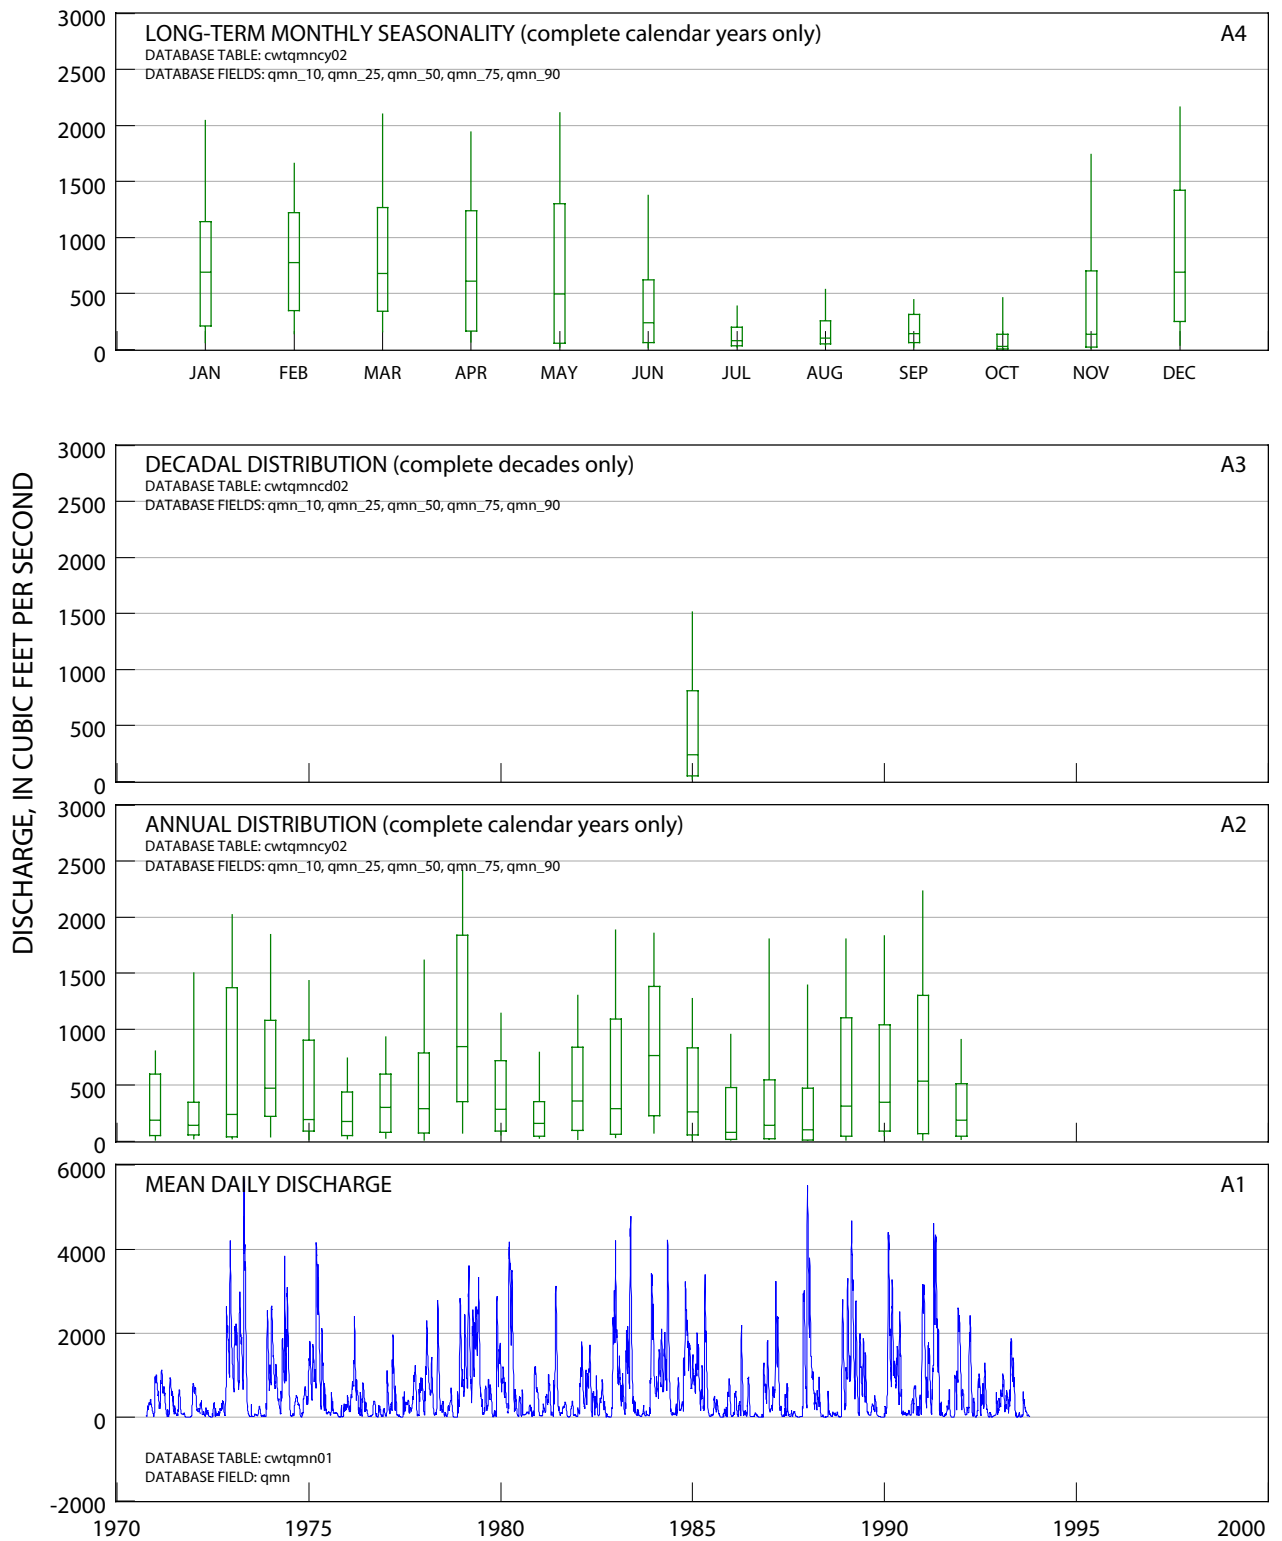 DISCHARGE, IN CUBIC FEET PER SECOND
LONG-TERM MONTHLY SEASONALITY (complete calendar years only)
A4
DATABASE TABLE: cwtqmncy02
DATABASE FIELDS: qmn_10, qmn_25, qmn_50, qmn_75, qmn_90
3000
2500
2000
1500
1000
500
0
JAN FEB MAR APR MAY JUN JUL AUG SEP OCT NOV DEC
DECADAL DISTRIBUTION (complete decades only)
A3
DATABASE TABLE: cwtqmncd02
DATABASE FIELDS: qmn_10, qmn_25, qmn_50, qmn_75, qmn_90
3000
2500
2000
1500
1000
500
0
ANNUAL DISTRIBUTION (complete calendar years only)
A2
DATABASE TABLE: cwtqmncy02
DATABASE FIELDS: qmn_10, qmn_25, qmn_50, qmn_75, qmn_90
3000
2500
2000
1500
1000
500
0
MEAN DAILY DISCHARGE
A1
6000
4000
2000
0
-2000
DATABASE TABLE: cwtqmn01
DATABASE FIELD: qmn
1970 1975 1980 1985 1990 1995 2000